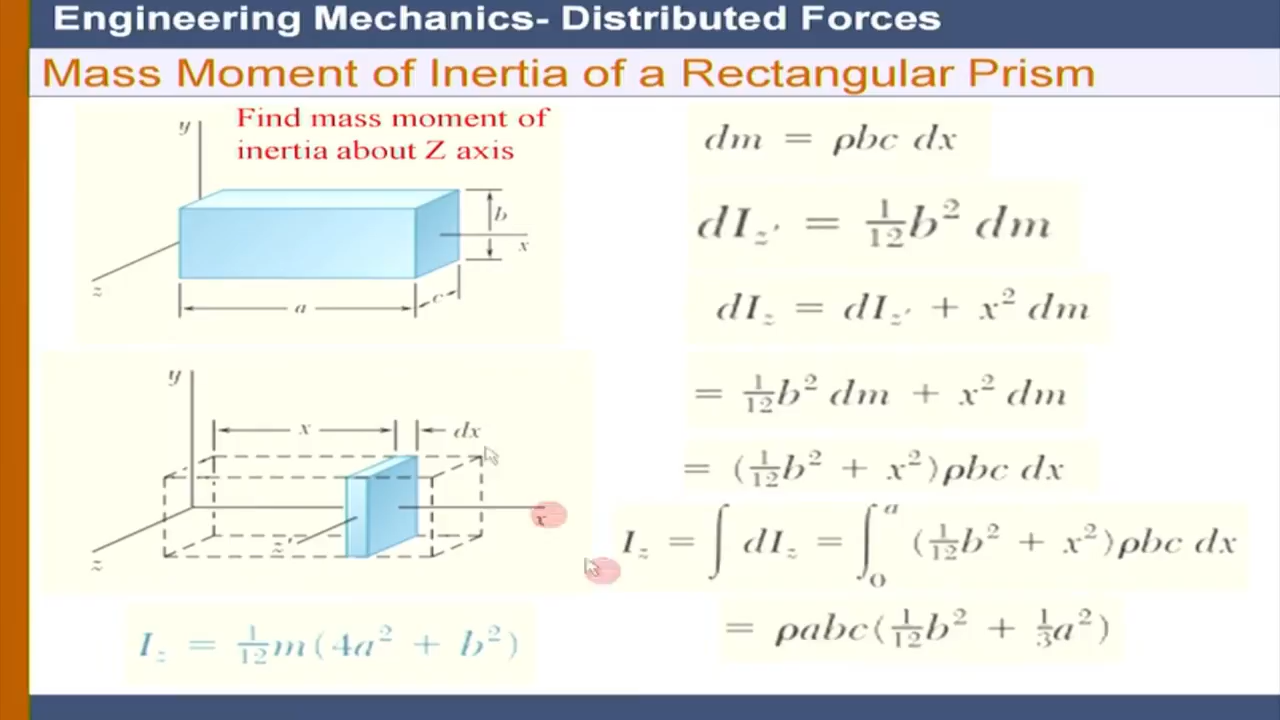 Engineering Mechanics- Distributed Forces
Mass Moment of Inertia of a Rectangular Prism
Find mass moment of
inertia about Z axis
y
b
x
z
a
c
y
x
dx
x
z'
z
I_z = 1/12 m(4a² + b²)
dm = ρbc dx
dI_z' = 1/12 b² dm
dI_z = dI_z' + x² dm
= 1/12 b² dm + x² dm
= (1/12 b² + x²)ρbc dx
I_z = ∫ dI_z = ∫₀ᵃ (1/12 b² + x²)ρbc dx
= ρabc(1/12 b² + 1/3 a²)